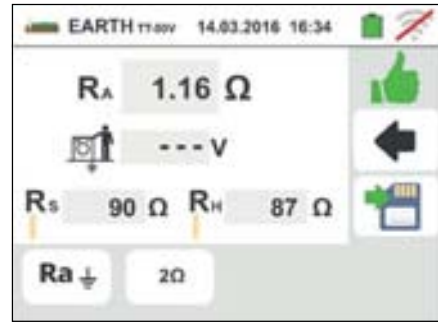 EARTH TT-50V 14.03.2016 16:34
RA 1.16 Ω
--- V
RS 90 Ω RH 87 Ω
Ra 2Ω